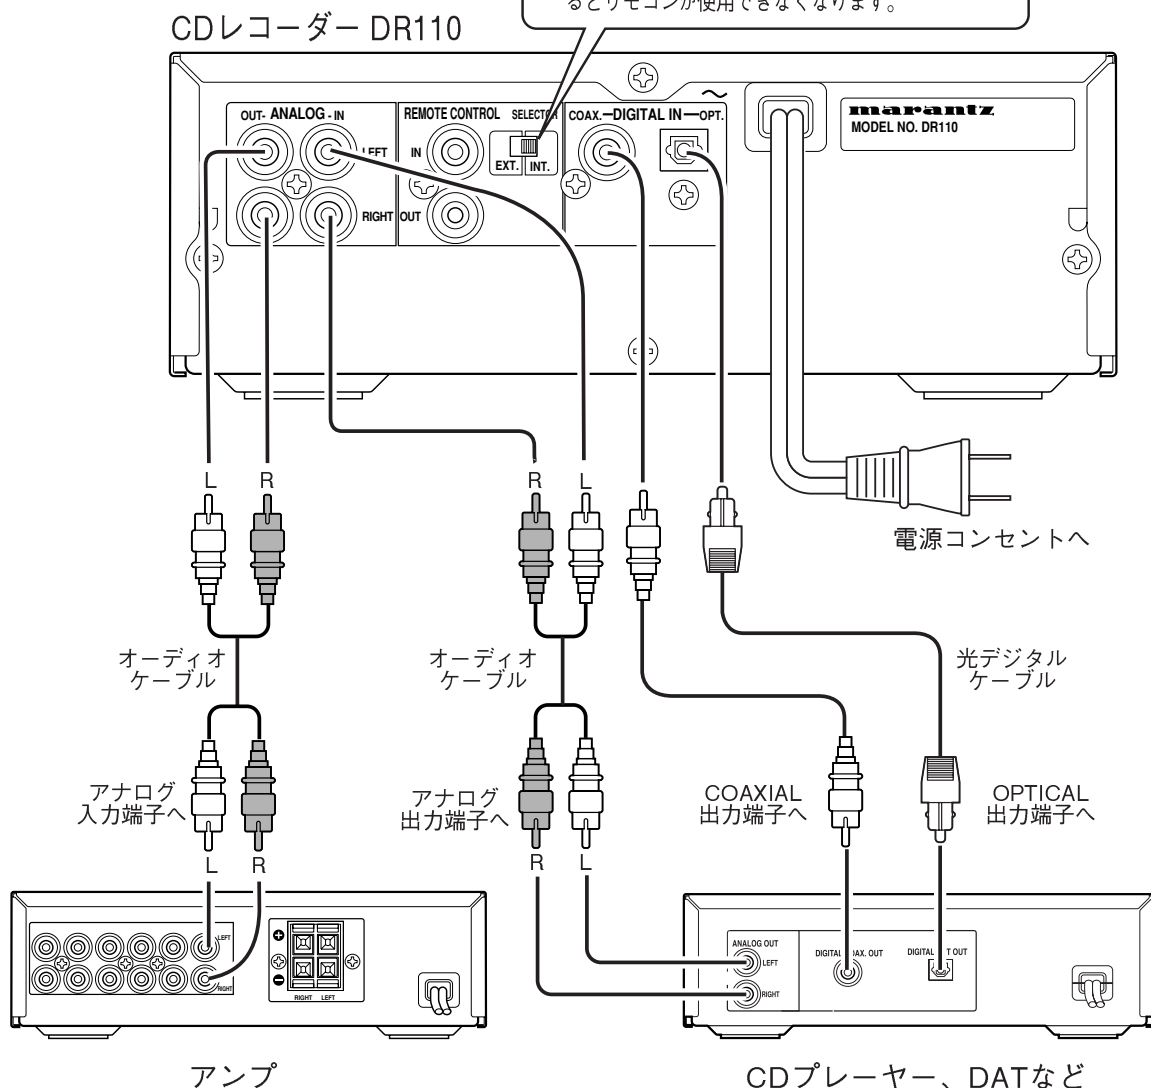 るとリモコンが使用できなくなります。
CDレコーダー DR110
OUT- ANALOG - IN
REMOTE CONTROL
SELECTOR
COAX.—DIGITAL IN—OPT.
marantz
MODEL NO. DR110
LEFT
IN
EXT.
INT.
RIGHT
OUT
L
R
R
L
電源コンセントへ
オーディオ
ケーブル
オーディオ
ケーブル
光デジタル
ケーブル
アナログ
入力端子へ
アナログ
出力端子へ
COAXIAL
出力端子へ
OPTICAL
出力端子へ
L
R
R
L
LEFT
RIGHT
RIGHT
LEFT
ANALOG OUT
LEFT
RIGHT
DIGITAL
AX. OUT
DIGITAL
T OUT
アンプ
CDプレーヤー、DATなど